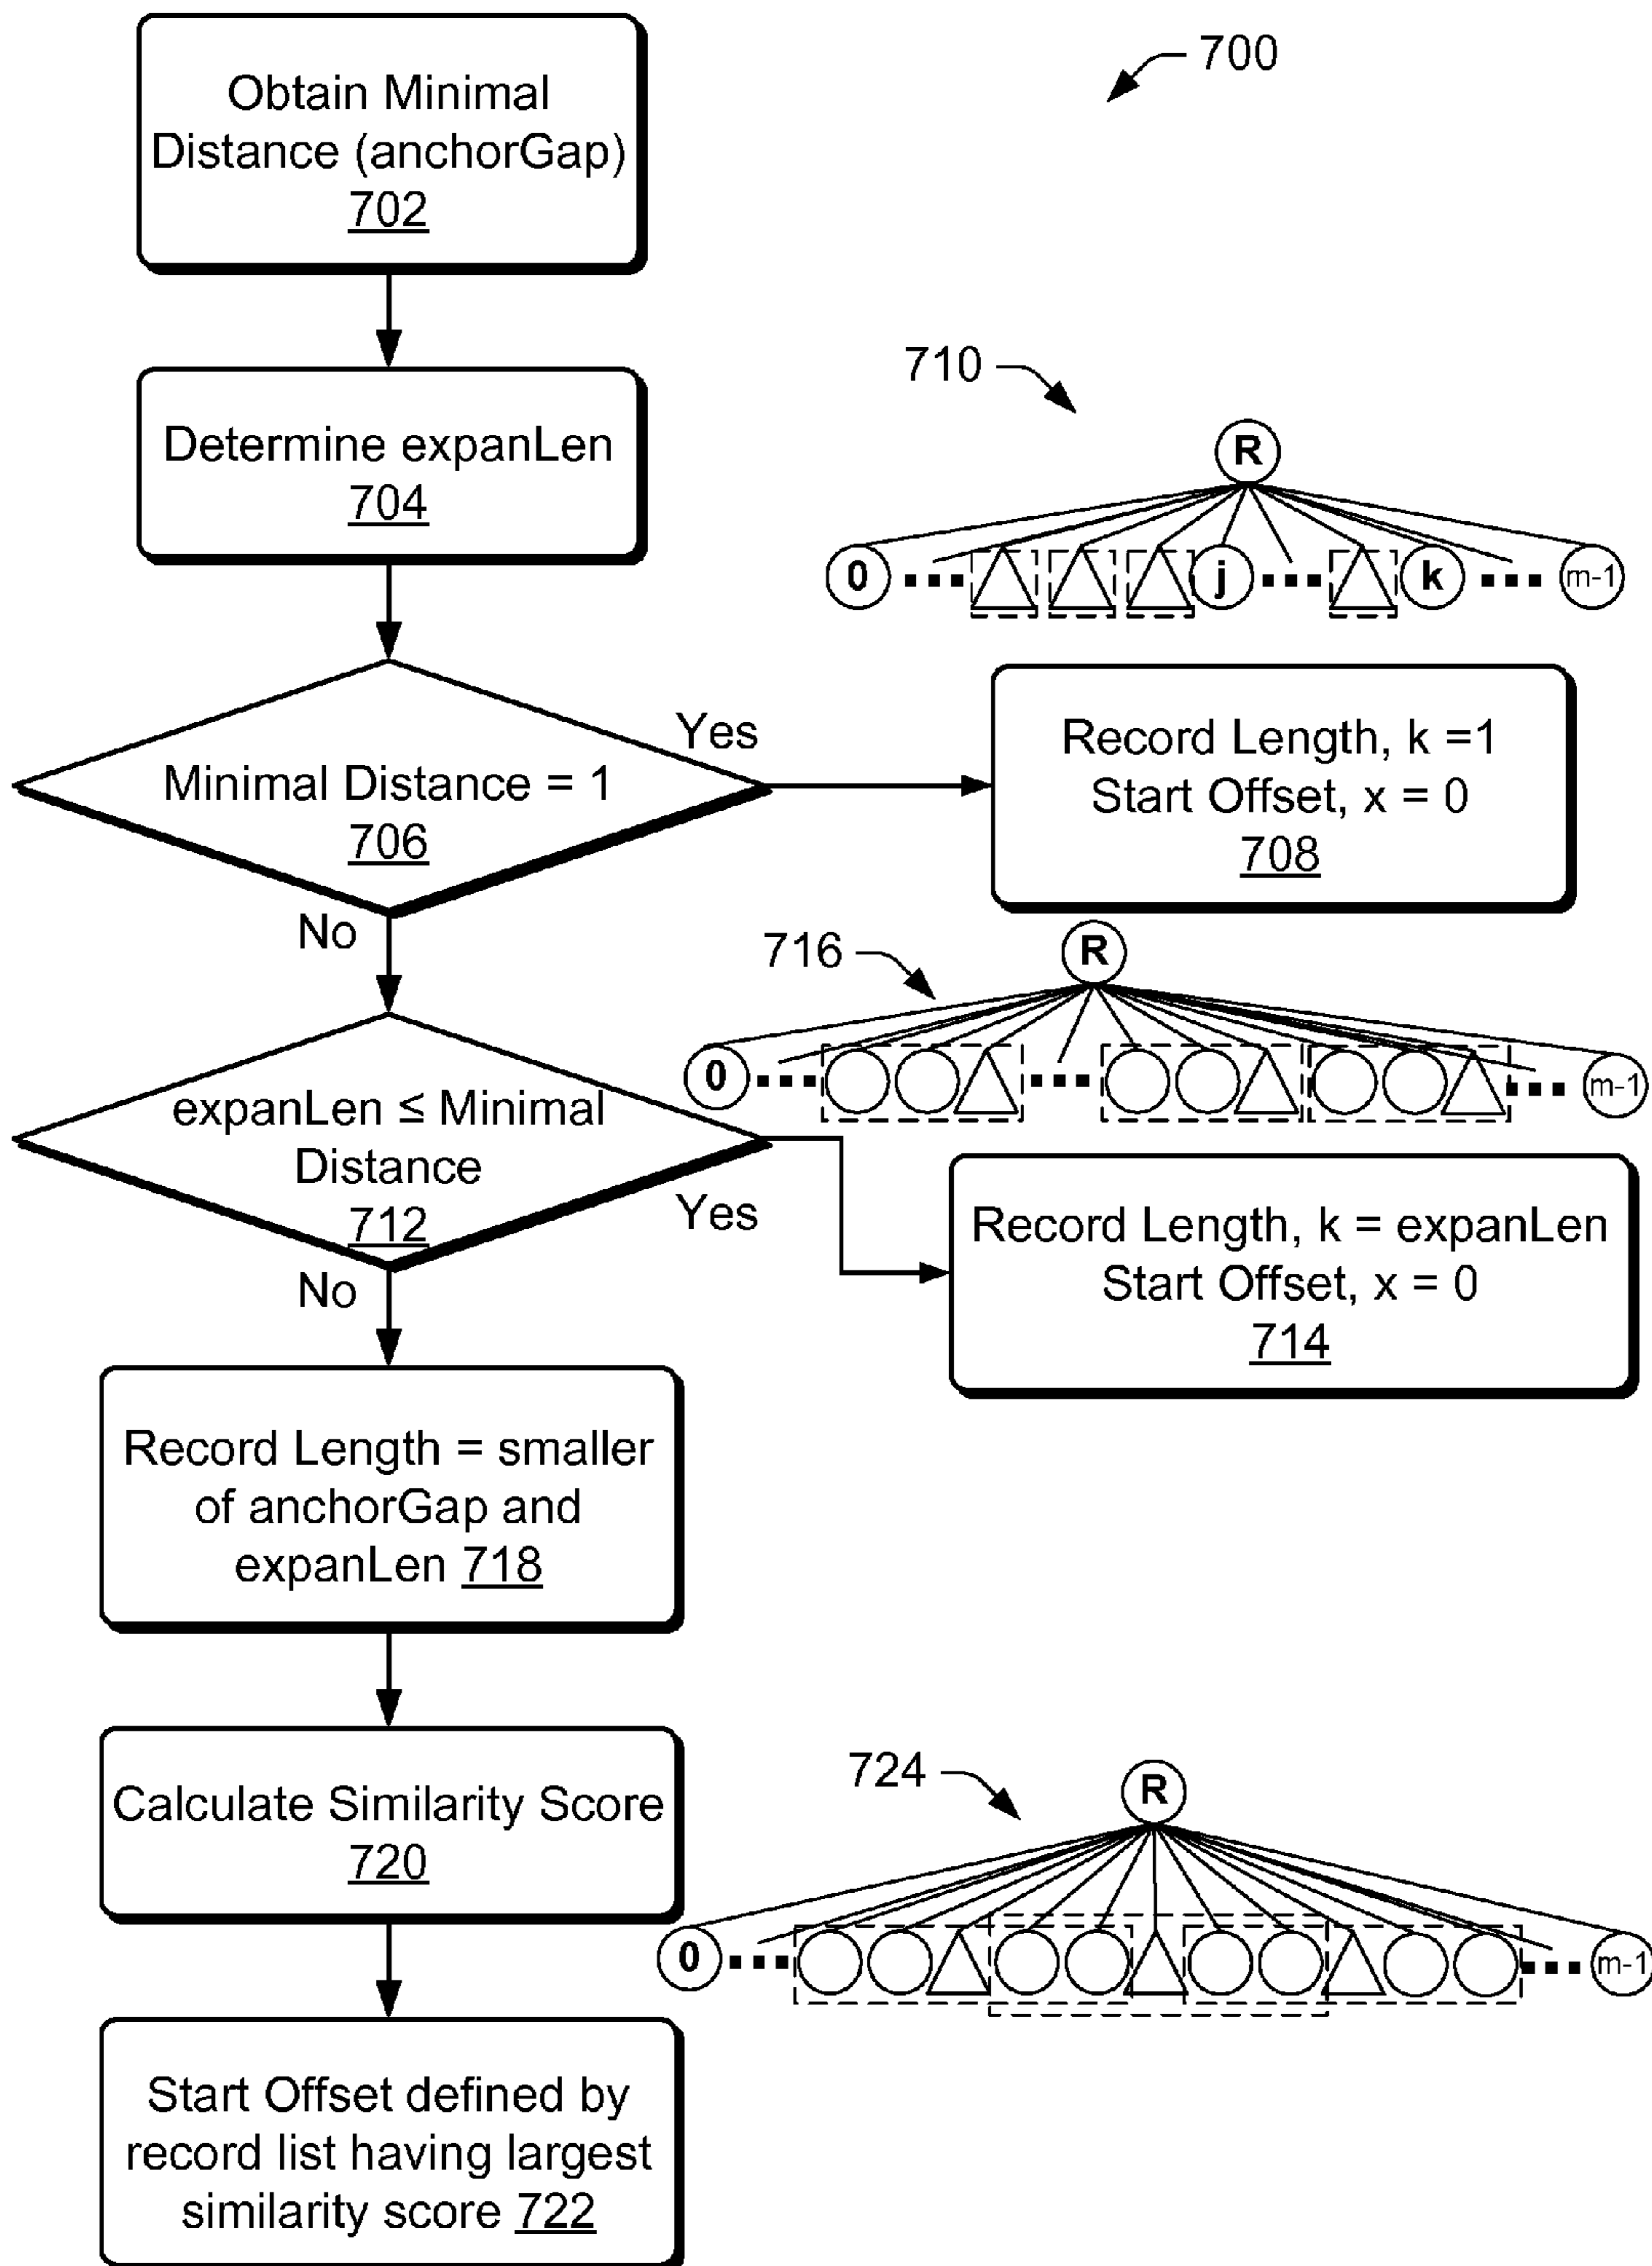 700
Obtain Minimal
Distance (anchorGap)
702
Determine expanLen
704
710
R
0 ... j ... k ... m-1
Minimal Distance = 1
706
Yes
No
Record Length, k =1
Start Offset, x = 0
708
716
R
0 ... ... ... m-1
expanLen ≤ Minimal
Distance
712
Yes
No
Record Length, k = expanLen
Start Offset, x = 0
714
Record Length = smaller
of anchorGap and
expanLen 718
Calculate Similarity Score
720
724
R
0 ... ... m-1
Start Offset defined by
record list having largest
similarity score 722